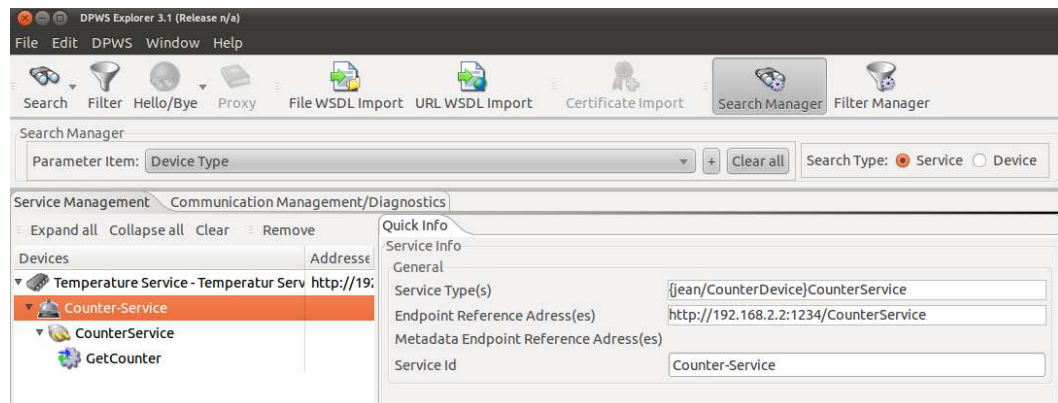 DPWS Explorer 3.1 (Release n/a)
File Edit DPWS Window Help
Search Filter Hello/Bye Proxy File WSDL Import URL WSDL Import Certificate Import Search Manager Filter Manager
Search Manager
Parameter Item: Device Type + Clear all Search Type: Service Device
Service Management Communication Management/Diagnostics
Expand all Collapse all Clear Remove
Quick Info
Service Info
Devices Addresse
General
Temperature Service - Temperatur Serv http://192
Service Type(s) {jean/CounterDevice}CounterService
Counter-Service
Endpoint Reference Adress(es) http://192.168.2.2:1234/CounterService
CounterService
Metadata Endpoint Reference Adress(es)
GetCounter
Service Id Counter-Service